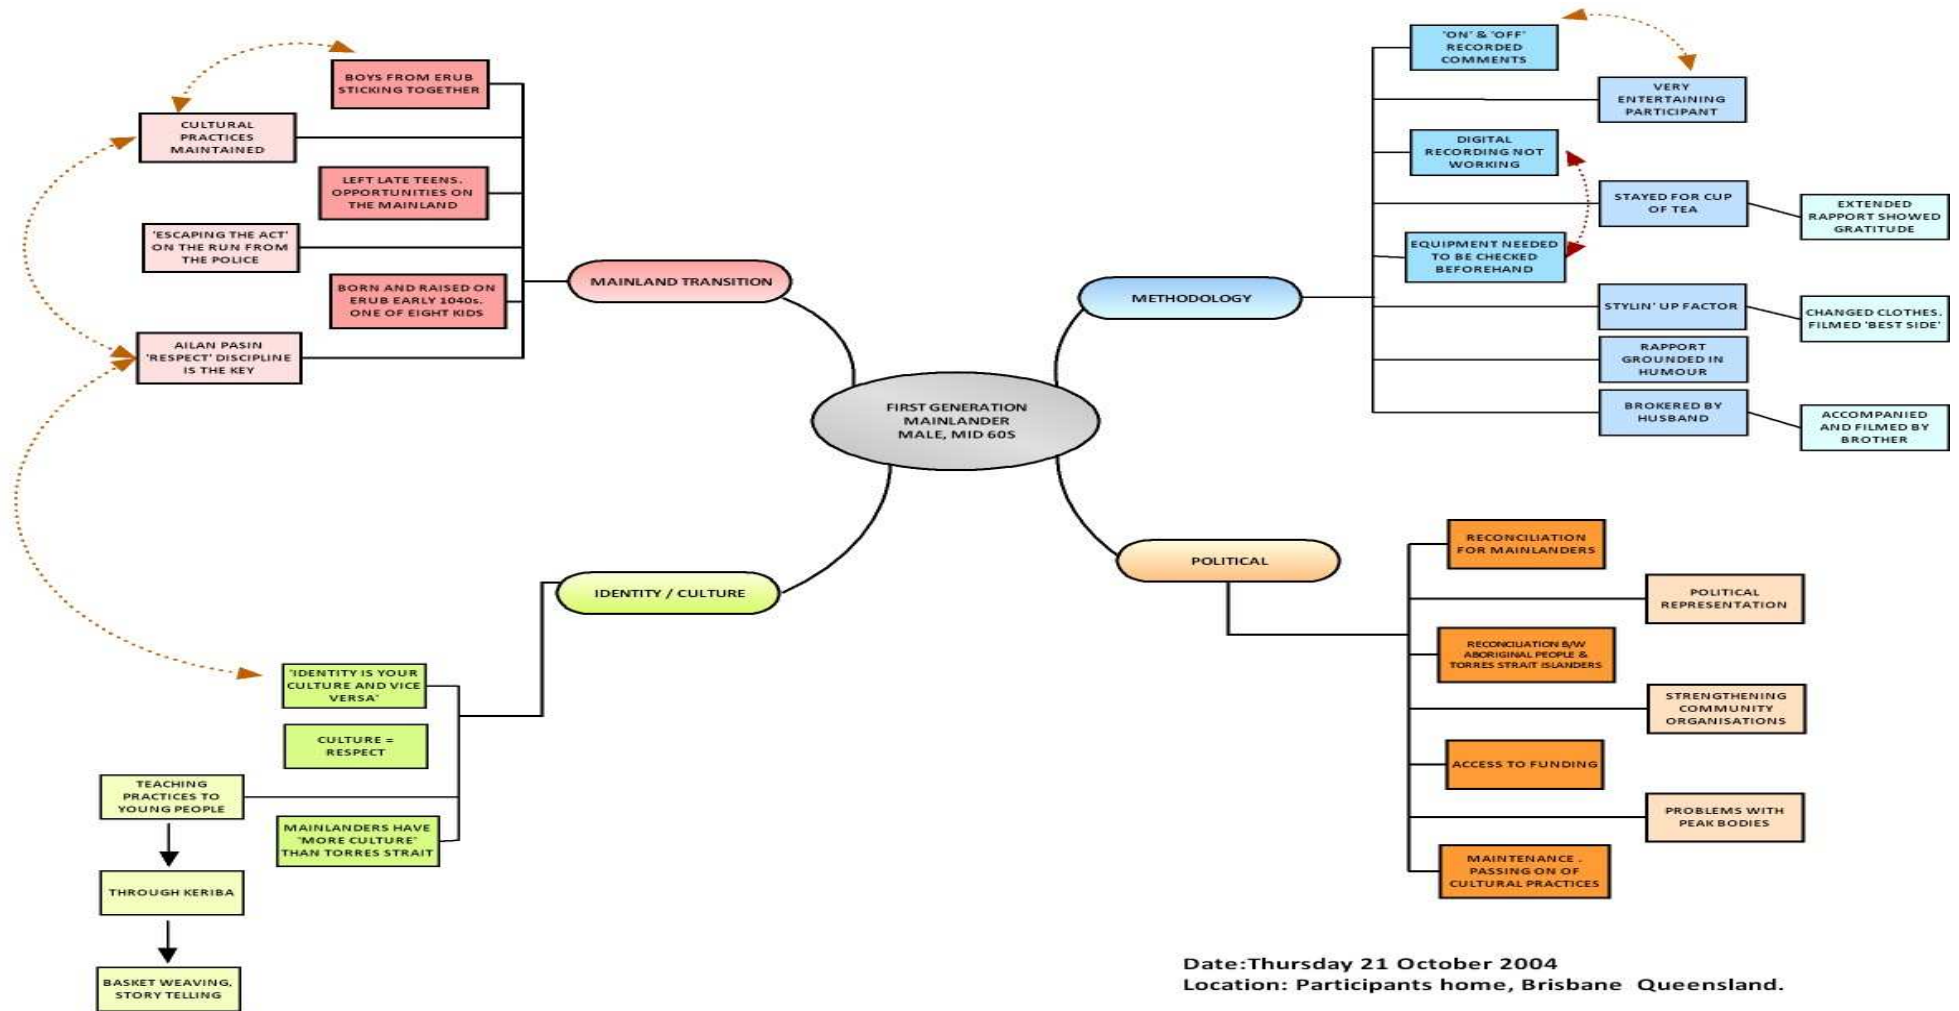 BOYS FROM ERUB
STICKING TOGETHER
CULTURAL
PRACTICES
MAINTAINED
LEFT LATE TEENS.
OPPORTUNITIES ON
THE MAINLAND
'ESCAPING THE ACT'
ON THE RUN FROM
THE POLICE
BORN AND RAISED ON
ERUB EARLY 1040s.
ONE OF EIGHT KIDS
AILAN PASIN
'RESPECT' DISCIPLINE
IS THE KEY
MAINLAND TRANSITION
'ON' & 'OFF'
RECORDED
COMMENTS
VERY
ENTERTAINING
PARTICIPANT
DIGITAL
RECORDING NOT
WORKING
STAYED FOR CUP
OF TEA
EXTENDED
RAPPORT SHOWED
GRATITUDE
EQUIPMENT NEEDED
TO BE CHECKED
BEFOREHAND
METHODOLOGY
STYLIN' UP FACTOR
CHANGED CLOTHES.
FILMED 'BEST SIDE'
RAPPORT
GROUNDED IN
HUMOUR
BROKERED BY
HUSBAND
ACCOMPANIED
AND FILMED BY
BROTHER
FIRST GENERATION
MAINLANDER
MALE, MID 60S
POLITICAL
RECONCILIATION
FOR MAINLANDERS
POLITICAL
REPRESENTATION
RECONCILIATION B/W
ABORIGINAL PEOPLE &
TORRES STRAIT ISLANDERS
STRENGTHENING
COMMUNITY
ORGANISATIONS
ACCESS TO FUNDING
PROBLEMS WITH
PEAK BODIES
MAINTENANCE .
PASSING ON OF
CULTURAL PRACTICES
IDENTITY / CULTURE
'IDENTITY IS YOUR
CULTURE AND VICE
VERSA'
CULTURE =
RESPECT
TEACHING
PRACTICES TO
YOUNG PEOPLE
MAINLANDERS HAVE
'MORE CULTURE'
THAN TORRES STRAIT
THROUGH KERIBA
BASKET WEAVING.
STORY TELLING
Date:Thursday 21 October 2004
Location: Participants home, Brisbane Queensland.